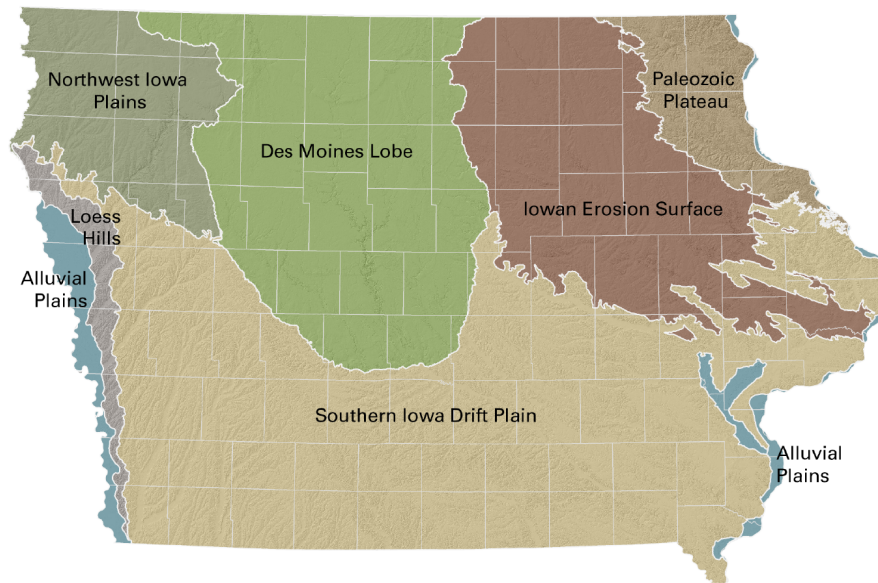 Northwest Iowa
Plains
Des Moines Lobe
Paleozoic
Plateau
Iowan Erosion Surface
Loess
Hills
Alluvial
Plains
Southern Iowa Drift Plain
Alluvial
Plains